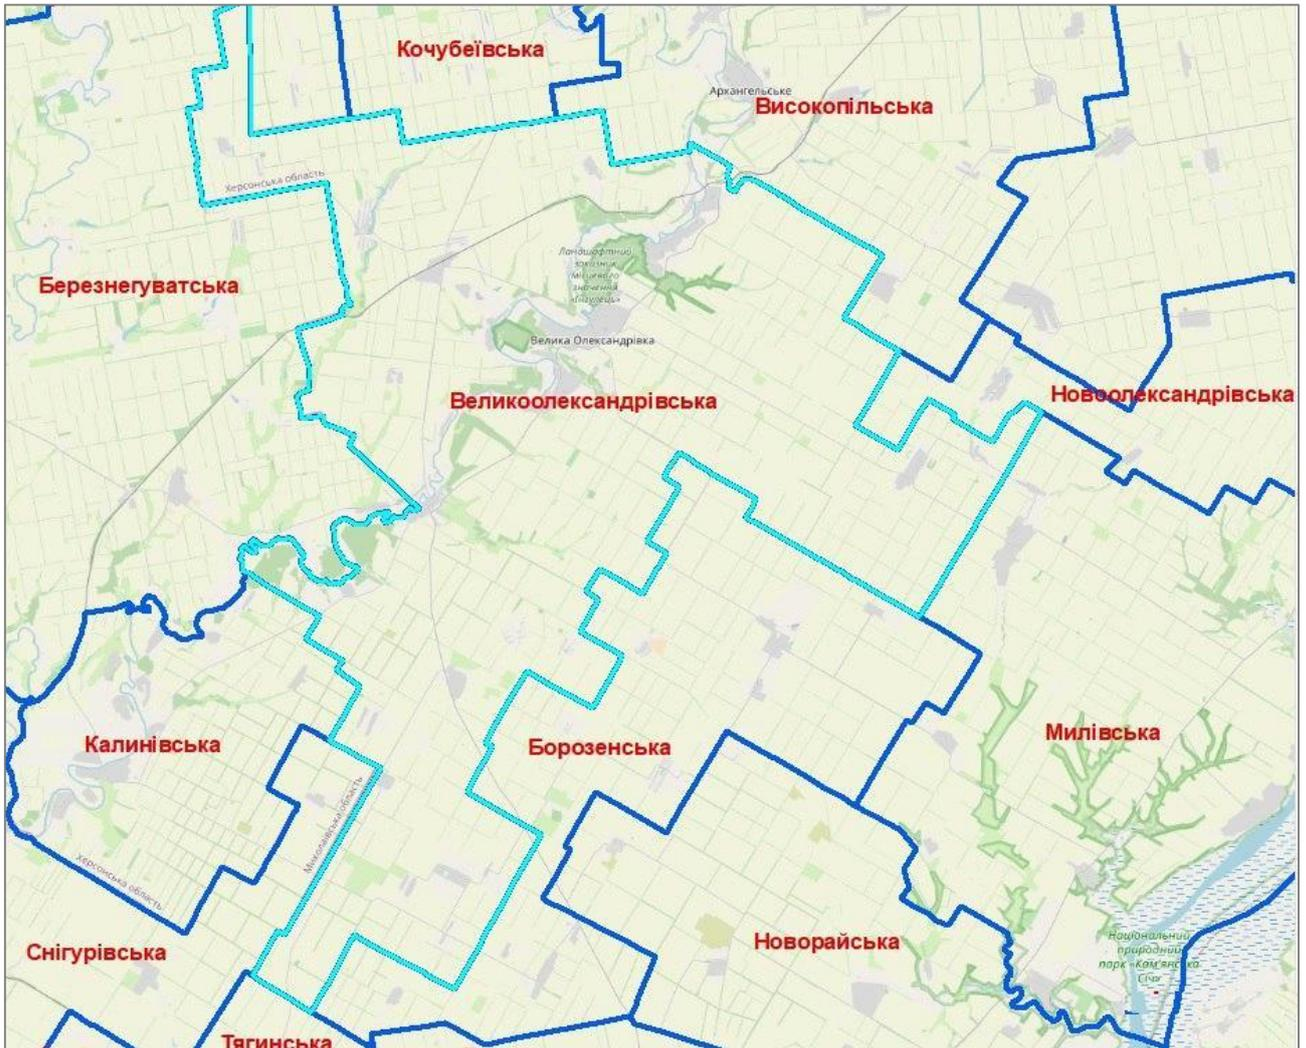 Кочубеївська
Архангельське
Високопільська
Херсонська область
Березнегуватська
Ландшафтний
заказник
місцевого
значення
«Інгулець»
Велика Олександрівка
Великоолександрівська
Новоолександрівська
Милівська
Калинівська
Борозенська
Миколаївська область
Херсонська область
Снігурівська
Новорайська
Національний
природний
парк «Кам'янська
Січ»
Тягинська